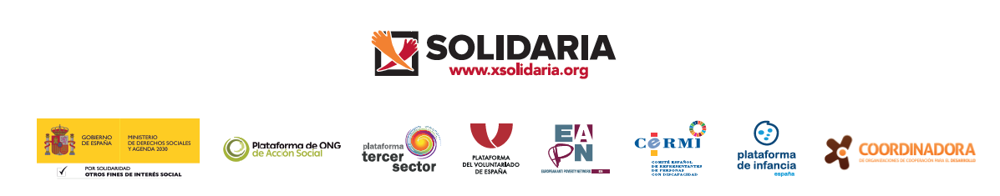 SOLIDARIA
www.xsolidaria.org
GOBIERNO
DE ESPAÑA
MINISTERIO
DE DERECHOS SOCIALES
Y AGENDA 2030
POR SOLIDARIDAD
OTROS FINES DE INTERÉS SOCIAL
Plataforma de ONG
de Acción Social
plataforma
tercer
sector
PLATAFORMA
DEL VOLUNTARIADO
DE ESPAÑA
EA
PN
EUROPEAN ANTI POVERTY NETWORK
CERMI
COMITÉ ESPAÑOL
DE REPRESENTANTES
DE PERSONAS
CON DISCAPACIDAD
plataforma
de infancia
españa
COORDINADORA
DE ORGANIZACIONES DE COOPERACIÓN PARA EL DESARROLLO